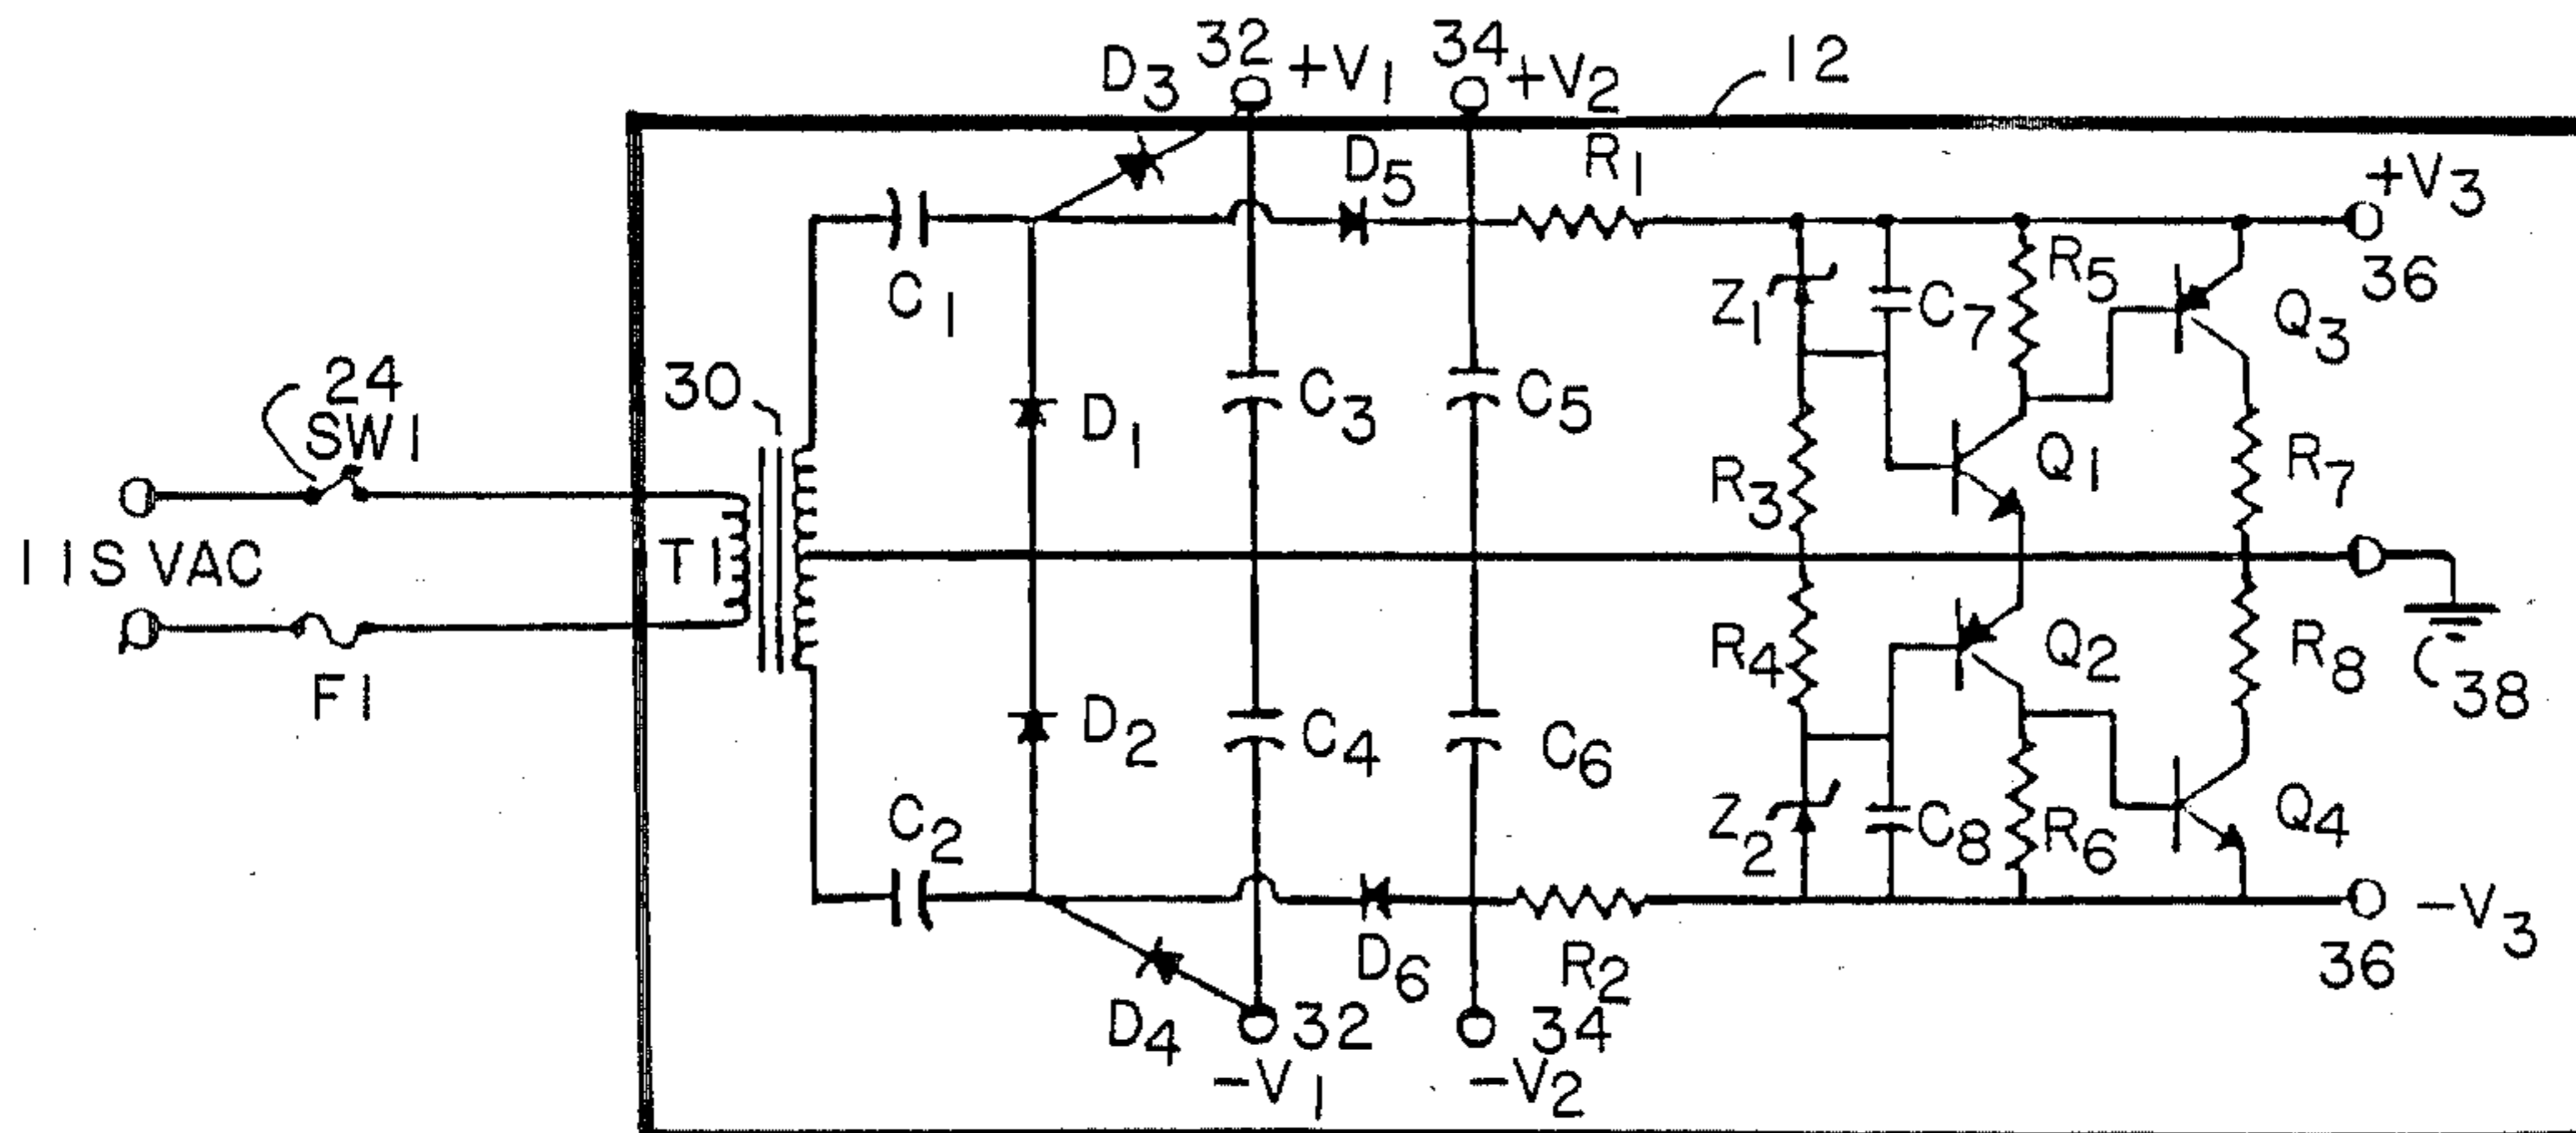 D3 32 +V1 34 +V2 12
D5 R1 +V3
36
C1 Z1 C7 R5 Q3
24
SW1
30
D1 C3 C5
R3 Q1 R7
11S VAC
T1
F1
D2 C4 C6
R4 Q2 R8
38
C2 Z2 C8 R6 Q4
-V3
36
D4 32 D6 34 R2
-V1 -V2